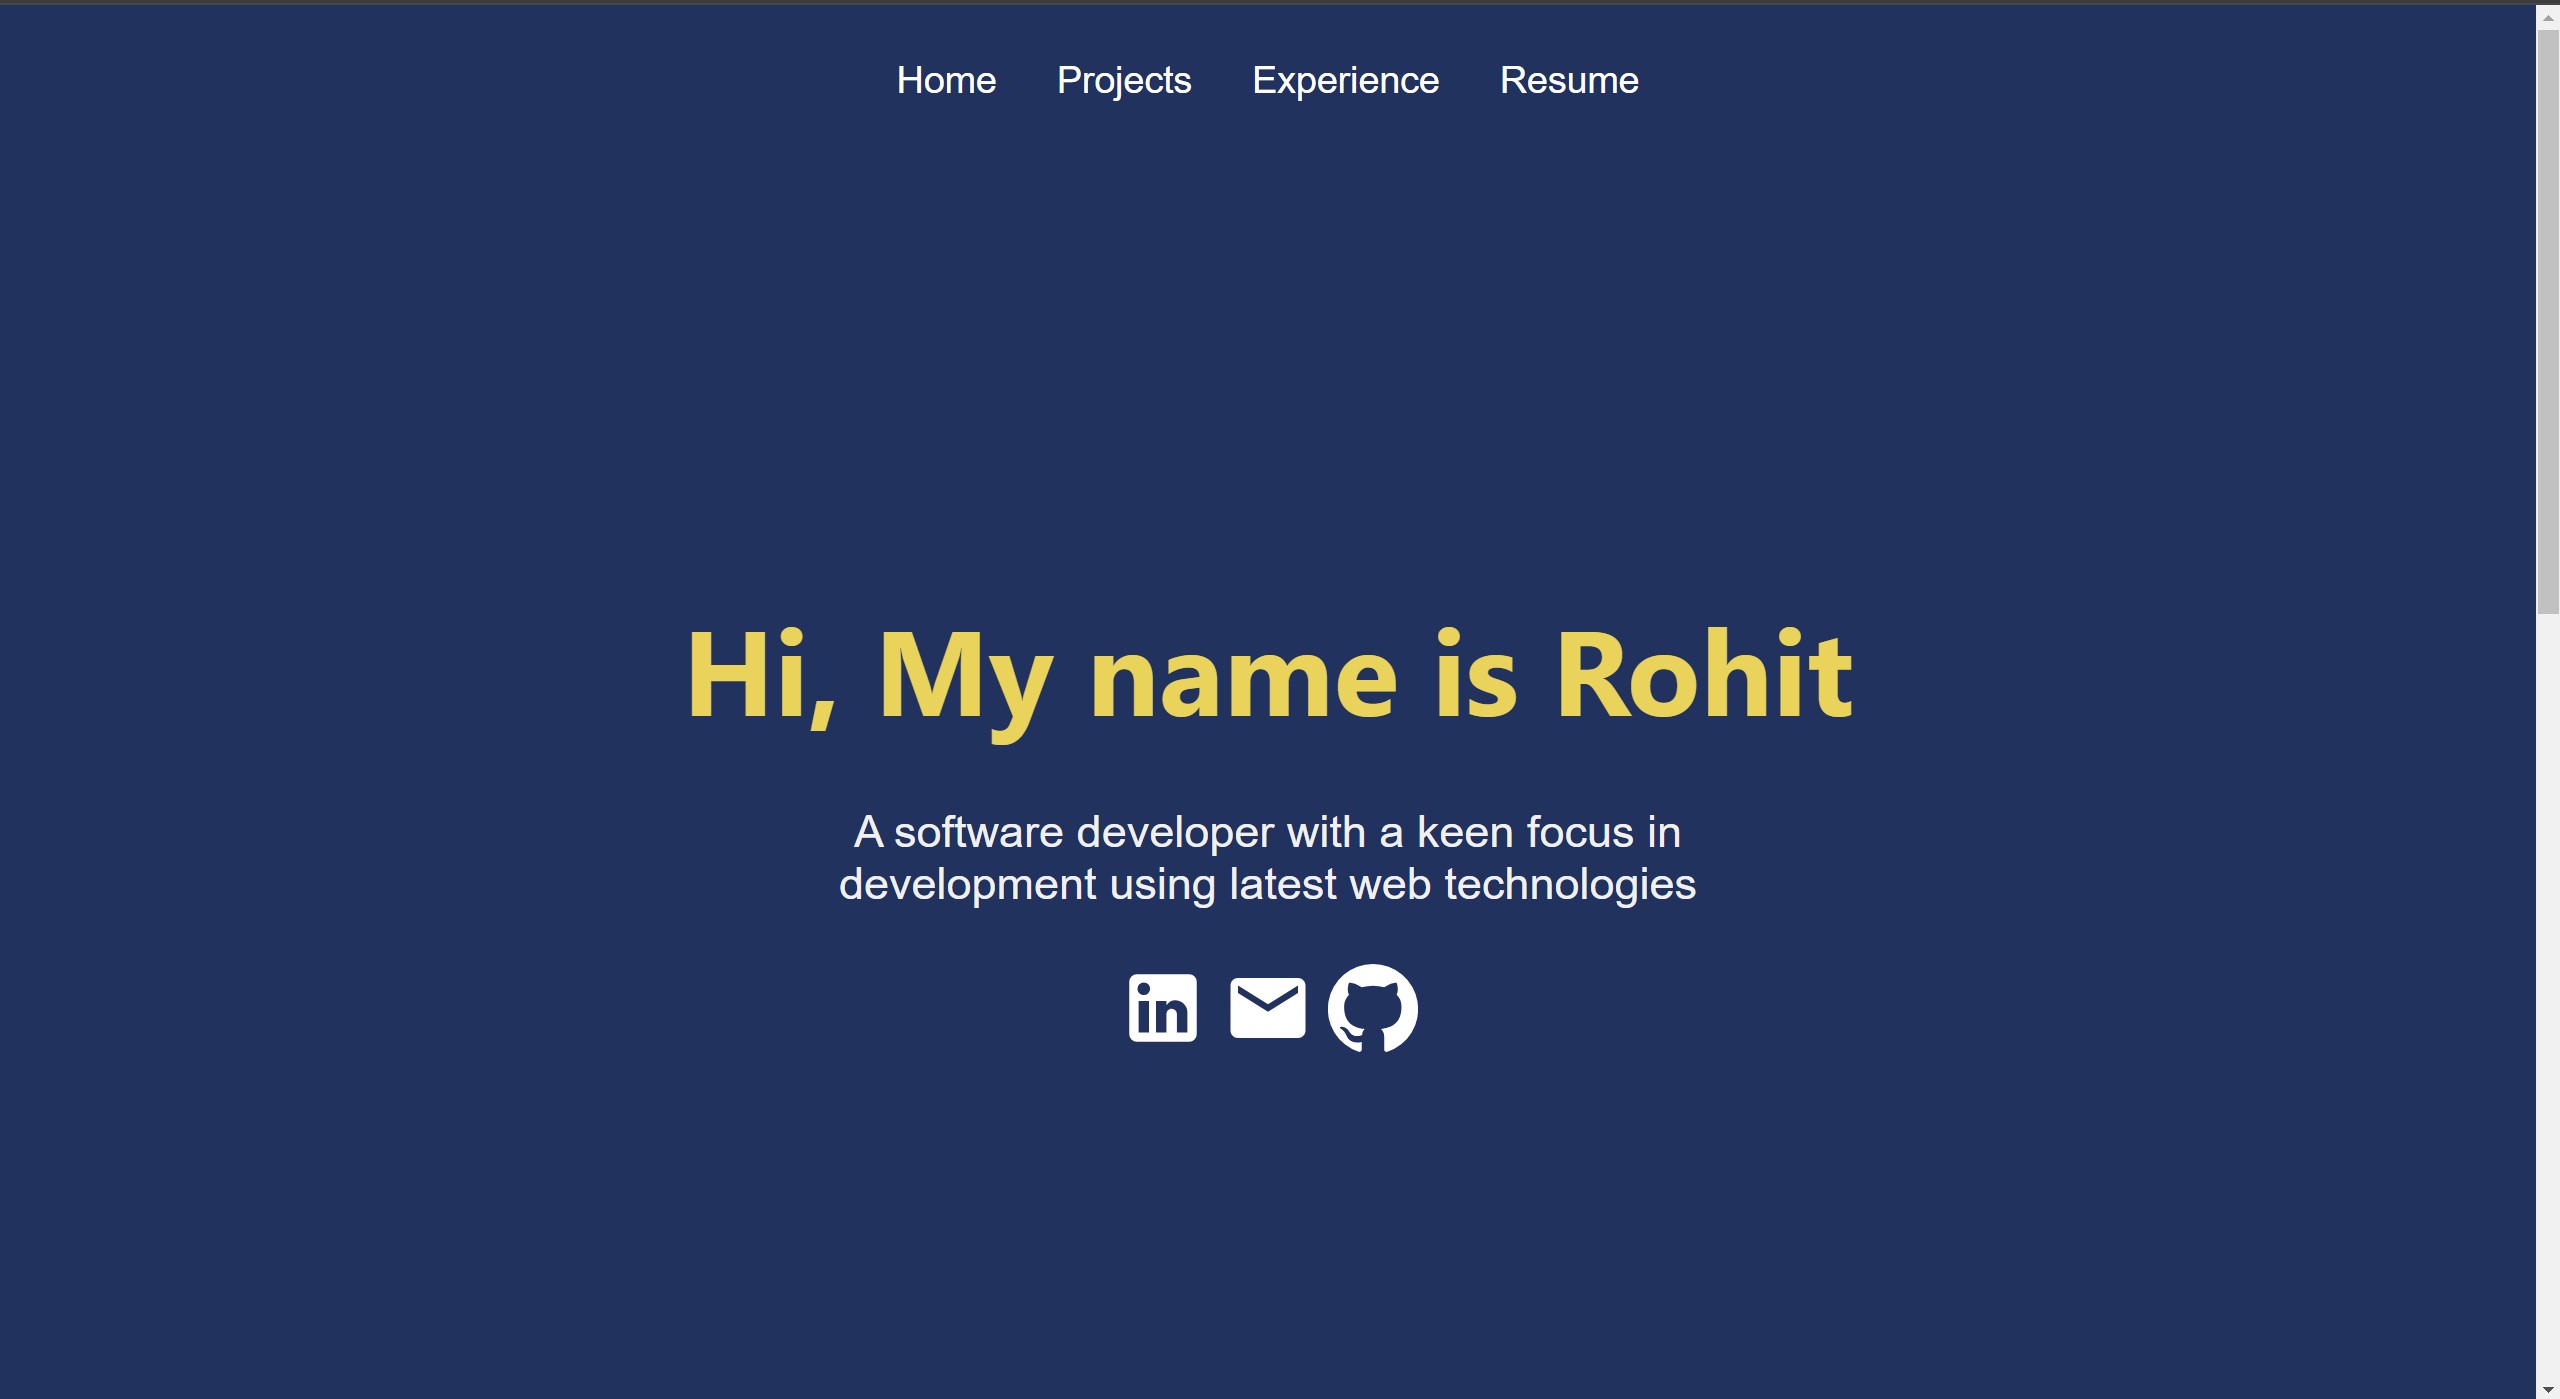 Home Projects Experience Resume
Hi, My name is Rohit
A software developer with a keen focus in
development using latest web technologies
in